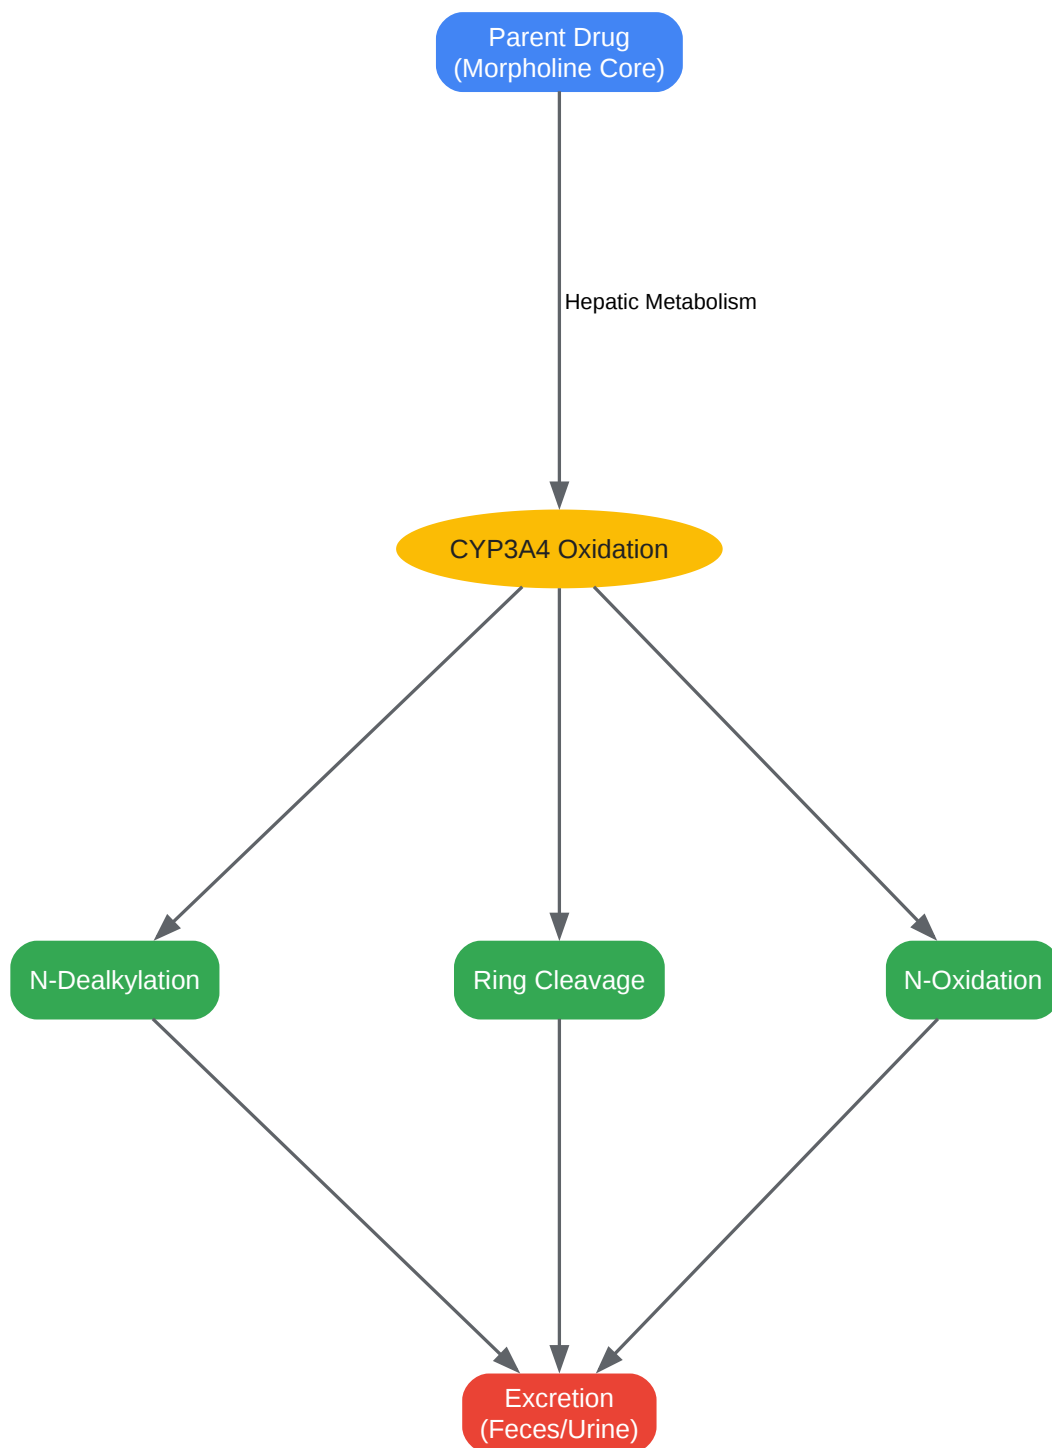 Parent Drug
(Morpholine Core)
Hepatic Metabolism
CYP3A4 Oxidation
N-Dealkylation
Ring Cleavage
N-Oxidation
Excretion
(Feces/Urine)